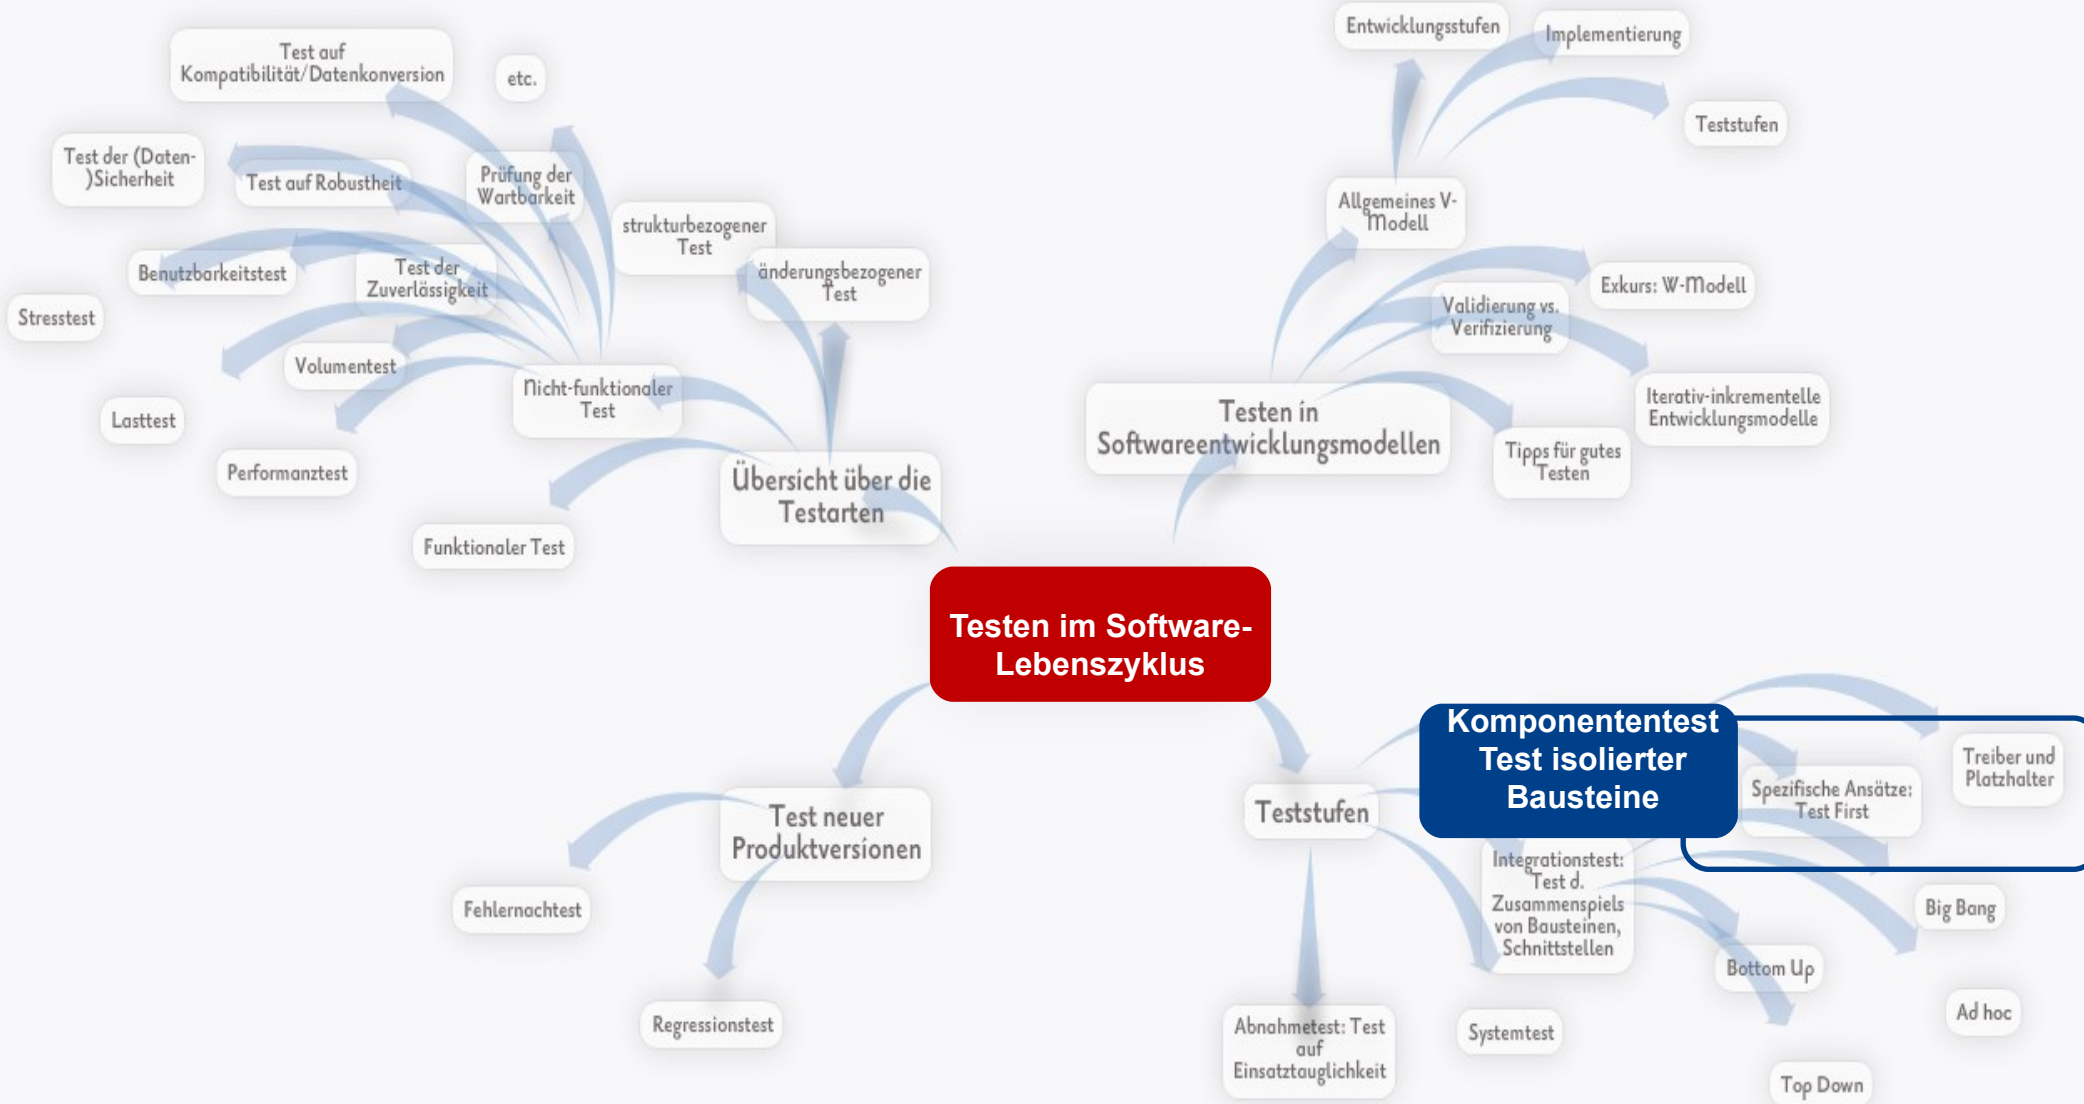 Test auf
Kompatibilität/Datenkonversion
etc.
Test der (Daten-
)Sicherheit
Test auf Robustheit
Prüfung der
Wartbarkeit
strukturbezogener
Test
änderungsbezogener
Test
Benutzbarkeitstest
Test der
Zuverlässigkeit
Stresstest
Volumentest
Nicht-funktionaler
Test
Lasttest
Performanztest
Übersicht über die
Testarten
Funktionaler Test
Entwicklungsstufen
Implementierung
Teststufen
Allgemeines V-
Modell
Exkurs: W-Modell
Validierung vs.
Verifizierung
Iterativ-inkrementelle
Entwicklungsmodelle
Testen in
Softwareentwicklungsmodellen
Tipps für gutes
Testen
Testen im Software-
Lebenszyklus
Test neuer
Produktversionen
Fehlernachtest
Regressionstest
Teststufen
Komponententest
Test isolierter
Bausteine
Treiber und
Platzhalter
Spezifische Ansätze:
Test First
Integrationstest:
Test d.
Zusammenspiels
von Bausteinen,
Schnittstellen
Big Bang
Bottom Up
Ad hoc
Top Down
Systemtest
Abnahmetest: Test
auf
Einsatztauglichkeit